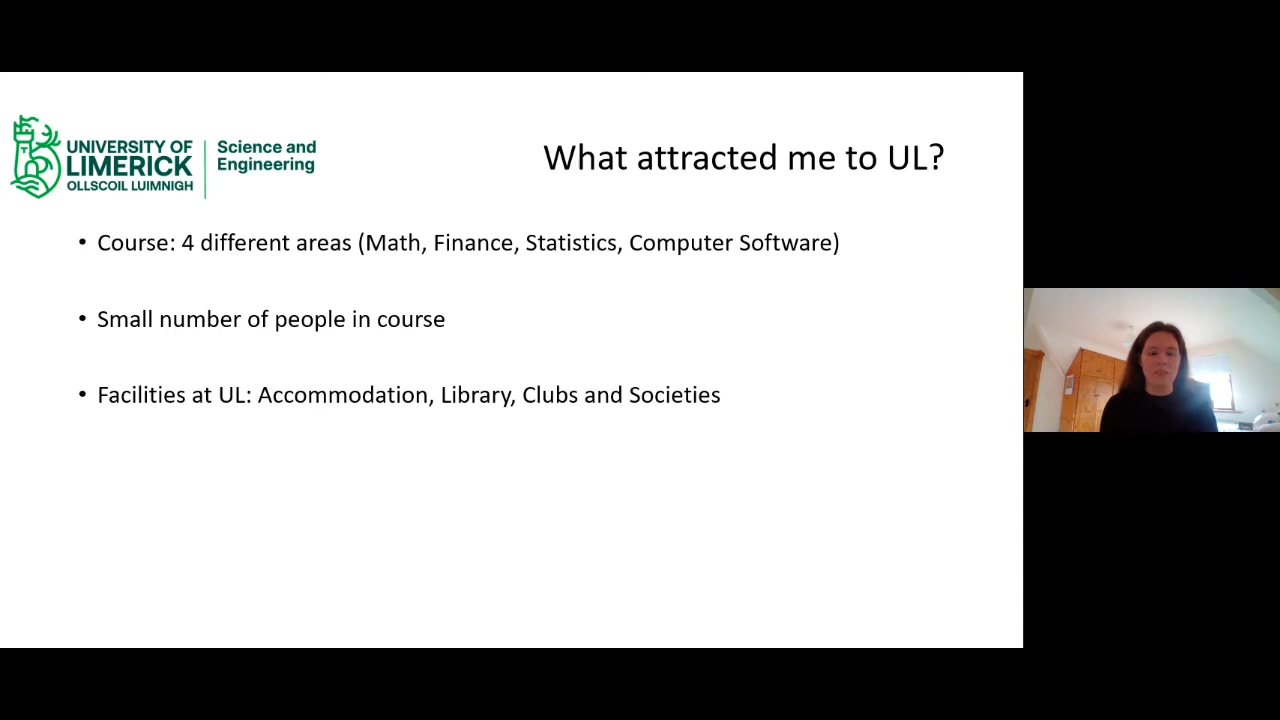 UNIVERSITY OF
LIMERICK
OLLSCOIL LUIMNIGH
Science and
Engineering
What attracted me to UL?
• Course: 4 different areas (Math, Finance, Statistics, Computer Software)
• Small number of people in course
• Facilities at UL: Accommodation, Library, Clubs and Societies